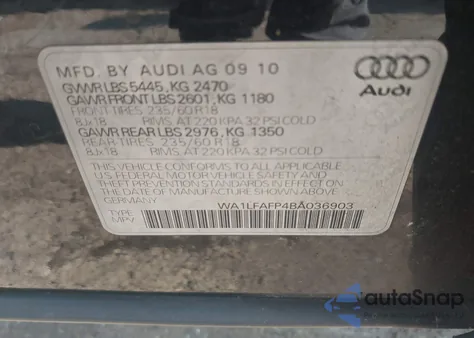 MFD. BY AUDI AG 09 10
GVWR LBS 5445, KG 2470
GAWR FRONT LBS 2601, KG 1180
FRONT-TIRES 235/60 R18
8Jx18 RIMS AT 220 KPA 32 PSI COLD
GAWR REAR LBS 2976, KG 1350
REAR-TIRES 235/60 R18
8Jx18 RIMS AT 220 KPA 32 PSI COLD
THIS VEHICLE CONFORMS TO ALL APPLICABLE
U.S. FEDERAL MOTOR VEHICLE SAFETY AND
THEFT PREVENTION STANDARDS IN EFFECT ON
THE DATE OF MANUFACTURE SHOWN ABOVE.
GERMANY
WA1LFAFP4BA036903
TYPE:
MPV
Audi
autoSnap